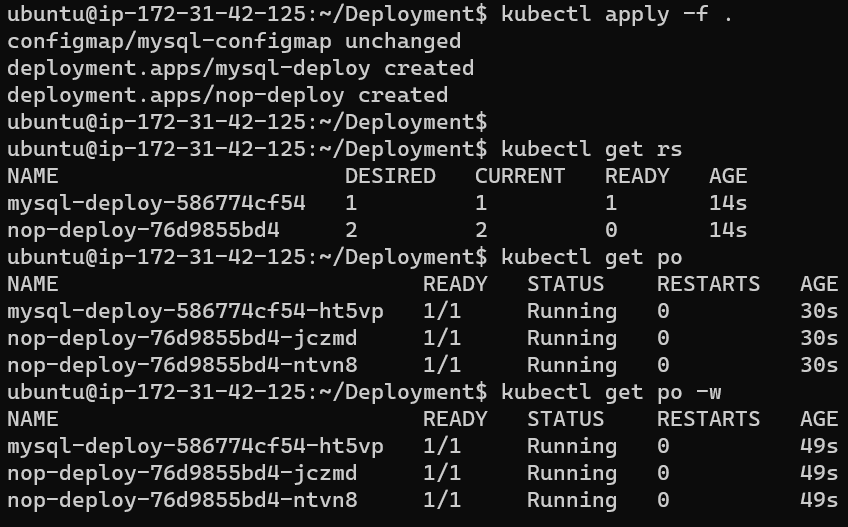 ubuntu@ip-172-31-42-125:~/Deployment$ kubectl apply -f .
configmap/mysql-configmap unchanged
deployment.apps/mysql-deploy created
deployment.apps/nop-deploy created
ubuntu@ip-172-31-42-125:~/Deployment$
ubuntu@ip-172-31-42-125:~/Deployment$ kubectl get rs
NAME                      DESIRED   CURRENT   READY   AGE
mysql-deploy-586774cf54   1         1         1       14s
nop-deploy-76d9855bd4     2         2         0       14s
ubuntu@ip-172-31-42-125:~/Deployment$ kubectl get po
NAME                            READY   STATUS    RESTARTS   AGE
mysql-deploy-586774cf54-ht5vp   1/1     Running   0          30s
nop-deploy-76d9855bd4-jczmd     1/1     Running   0          30s
nop-deploy-76d9855bd4-ntvn8     1/1     Running   0          30s
ubuntu@ip-172-31-42-125:~/Deployment$ kubectl get po -w
NAME                            READY   STATUS    RESTARTS   AGE
mysql-deploy-586774cf54-ht5vp   1/1     Running   0          49s
nop-deploy-76d9855bd4-jczmd     1/1     Running   0          49s
nop-deploy-76d9855bd4-ntvn8     1/1     Running   0          49s